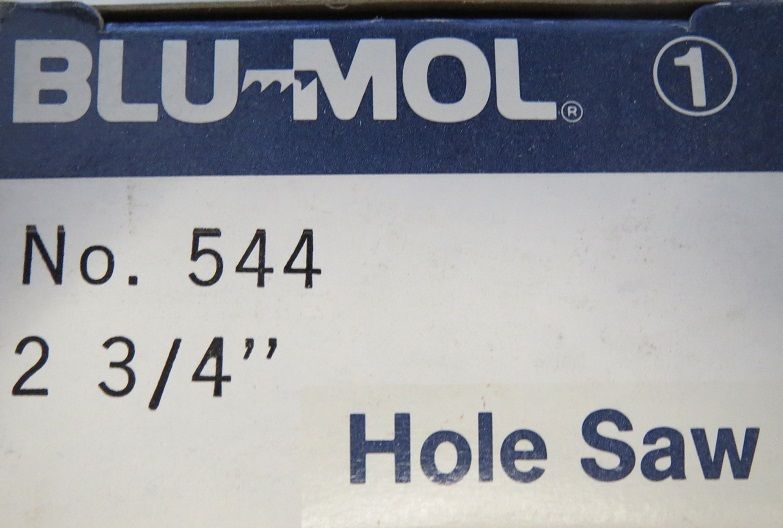 BLU-MOL® ①
No. 544
2 3/4"
Hole Saw